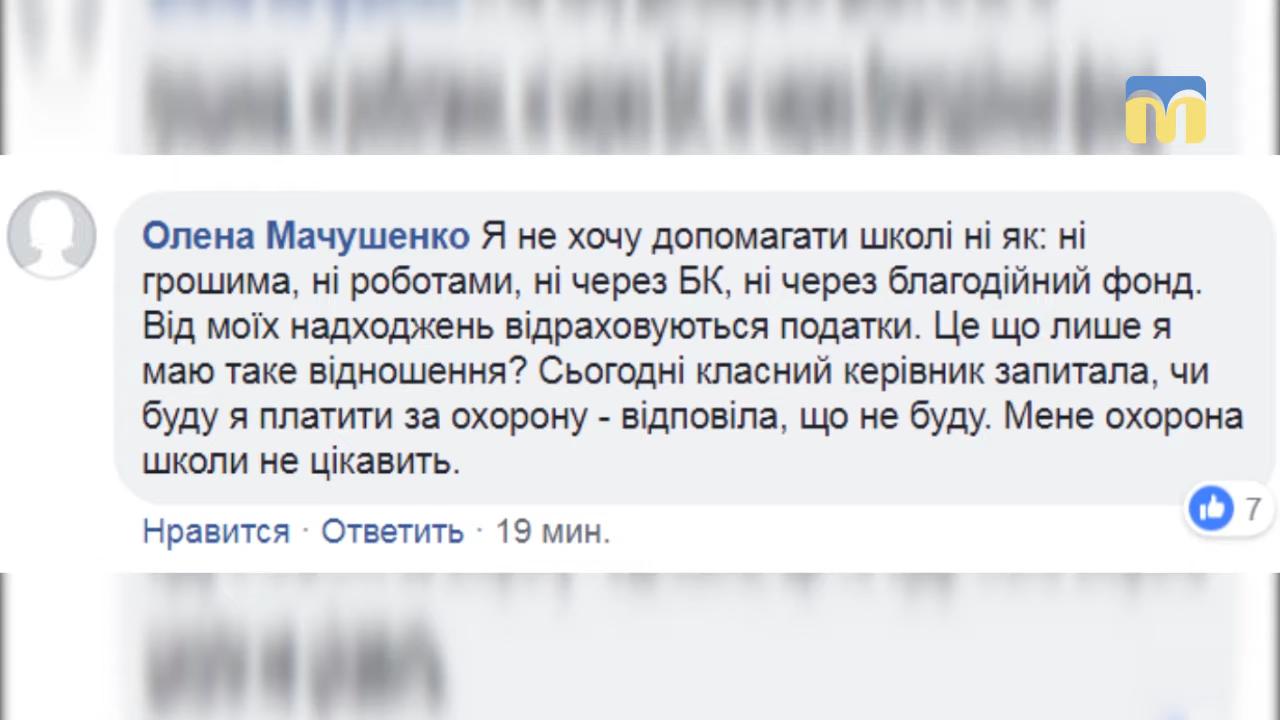 Олена Мачушенко Я не хочу допомагати школі ні як: ні
грошима, ні роботами, ні через БК, ні через благодійний фонд.
Від моїх надходжень відраховуються податки. Це що лише я
маю таке відношення? Сьогодні класний керівник запитала, чи
буду я платити за охорону - відповіла, що не буду. Мене охорона
школи не цікавить.
7
Нравится · Ответить · 19 мин.